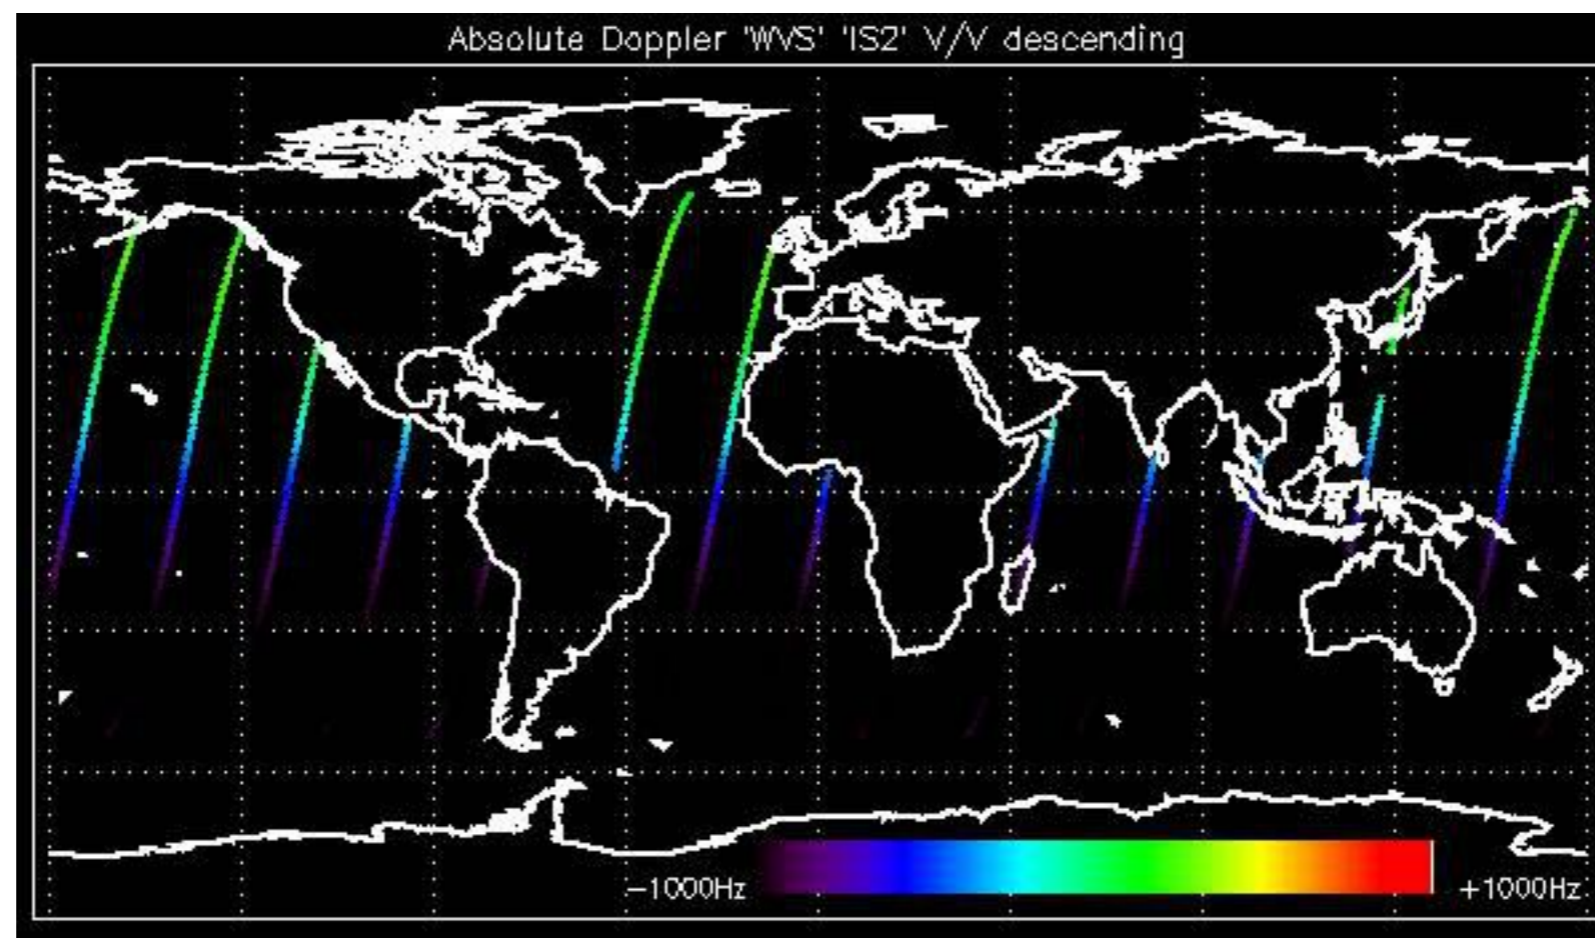 Absolute Doppler 'WVS' 'IS2' V/V descending
−1000Hz
+1000Hz